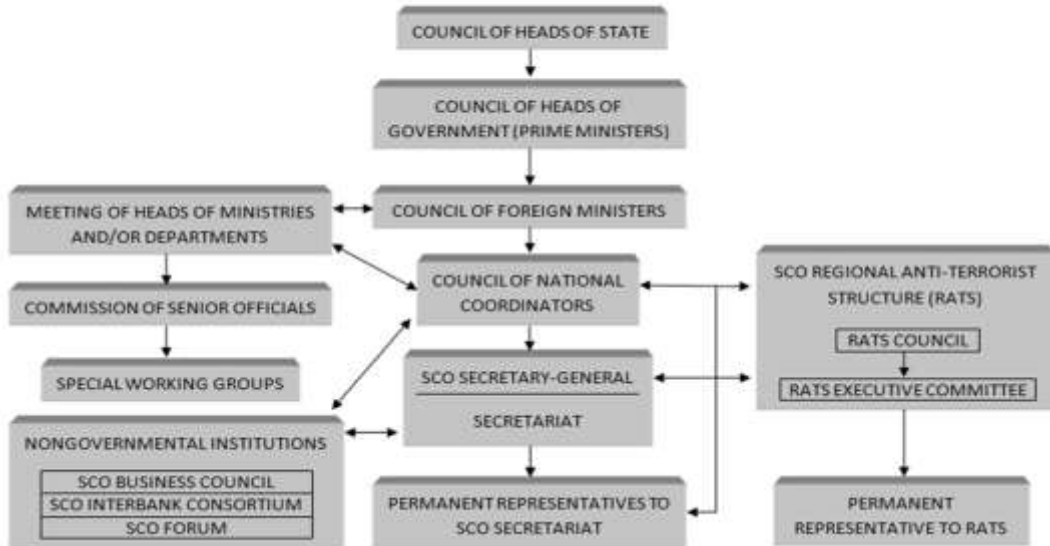 COUNCIL OF HEADS OF STATE
COUNCIL OF HEADS OF
GOVERNMENT (PRIME MINISTERS)
MEETING OF HEADS OF MINISTRIES
AND/OR DEPARTMENTS
COUNCIL OF FOREIGN MINISTERS
COMMISSION OF SENIOR OFFICIALS
COUNCIL OF NATIONAL
COORDINATORS
SCO REGIONAL ANTI-TERRORIST
STRUCTURE (RATS)
RATS COUNCIL
RATS EXECUTIVE COMMITTEE
SPECIAL WORKING GROUPS
SCO SECRETARY-GENERAL
SECRETARIAT
NONGOVERNMENTAL INSTITUTIONS
SCO BUSINESS COUNCIL
SCO INTERBANK CONSORTIUM
SCO FORUM
PERMANENT REPRESENTATIVES TO
SCO SECRETARIAT
PERMANENT
REPRESENTATIVE TO RATS